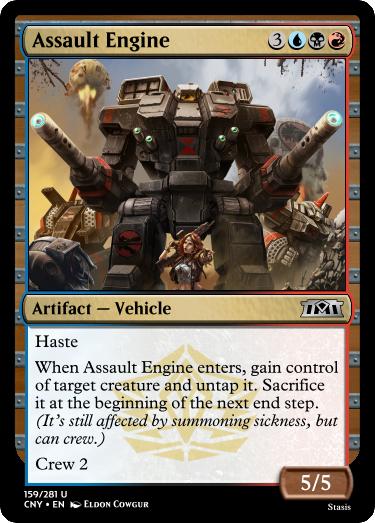 Assault Engine 3
Artifact — Vehicle
Haste
When Assault Engine enters, gain control
of target creature and untap it. Sacrifice
it at the beginning of the next end step.
(It's still affected by summoning sickness, but
can crew.)
Crew 2
5/5
159/281 U
CNY • EN Eldon Cowgur
Stasis